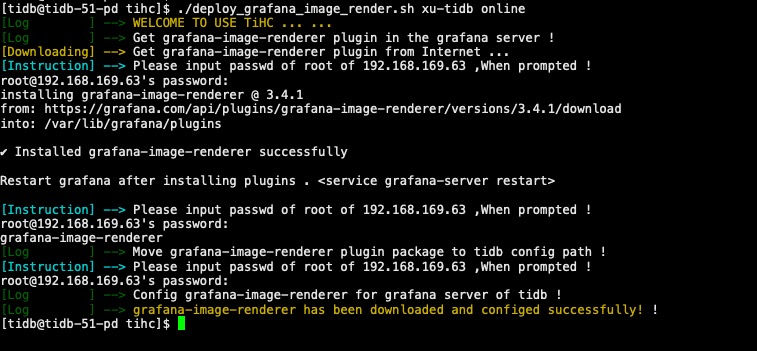 [tidb@tidb-51-pd tihc]$ ./deploy_grafana_image_render.sh xu-tidb online
[Log         ] --> WELCOME TO USE TiHC ... ...
[Log         ] --> Get grafana-image-renderer plugin in the grafana server !
[Downloading] --> Get grafana-image-renderer plugin from Internet ...
[Instruction] --> Please input passwd of root of 192.168.169.63 ,When prompted !
root@192.168.169.63's password:
installing grafana-image-renderer @ 3.4.1
from: https://grafana.com/api/plugins/grafana-image-renderer/versions/3.4.1/download
into: /var/lib/grafana/plugins
✔ Installed grafana-image-renderer successfully
Restart grafana after installing plugins . <service grafana-server restart>
[Instruction] --> Please input passwd of root of 192.168.169.63 ,When prompted !
root@192.168.169.63's password:
grafana-image-renderer
[Log         ] --> Move grafana-image-renderer plugin package to tidb config path !
[Instruction] --> Please input passwd of root of 192.168.169.63 ,When prompted !
root@192.168.169.63's password:
[Log         ] --> Config grafana-image-renderer for grafana server of tidb !
[Log         ] --> grafana-image-renderer has been downloaded and configed successfully! !
[tidb@tidb-51-pd tihc]$